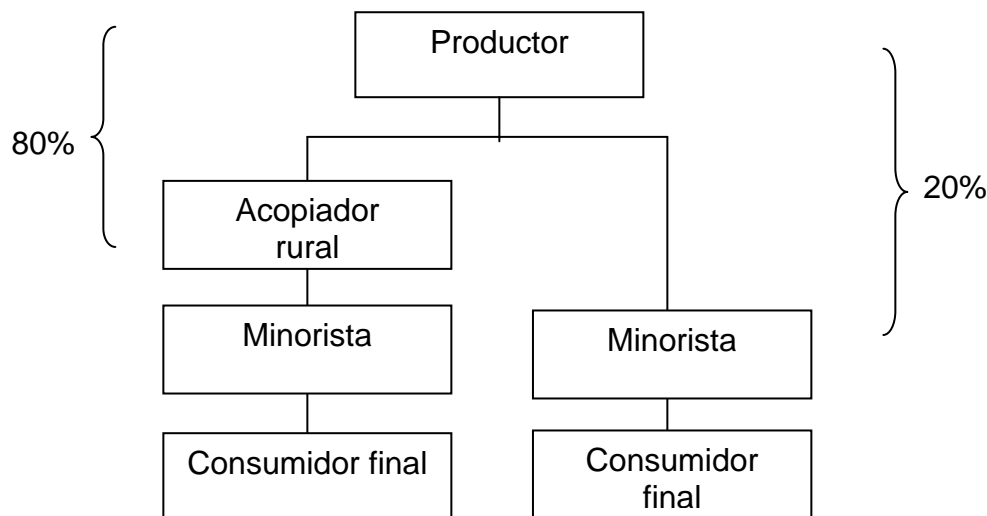 Productor
80%
20%
Acopiador
rural
Minorista
Minorista
Consumidor final
Consumidor
final